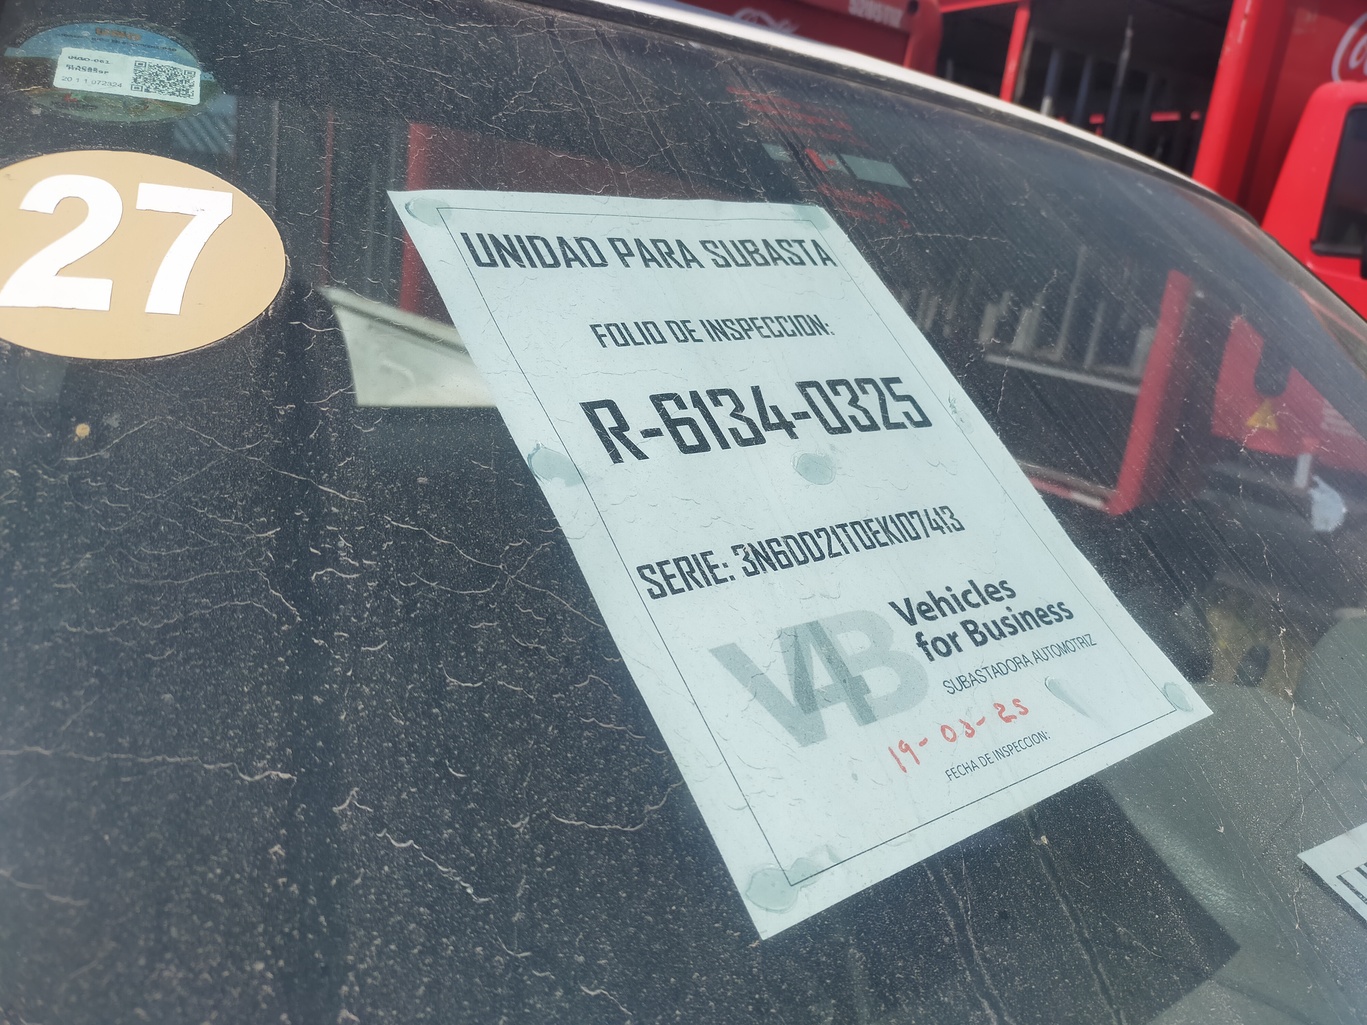 27
UNIDAD PARA SUBASTA
FOLIO DE INSPECCION:
R-6134-0325
SERIE: 3N6DD21T0EK107413
V4B
Vehicles
for Business
SUBASTADORA AUTOMOTRIZ
19-03-25
FECHA DE INSPECCION: